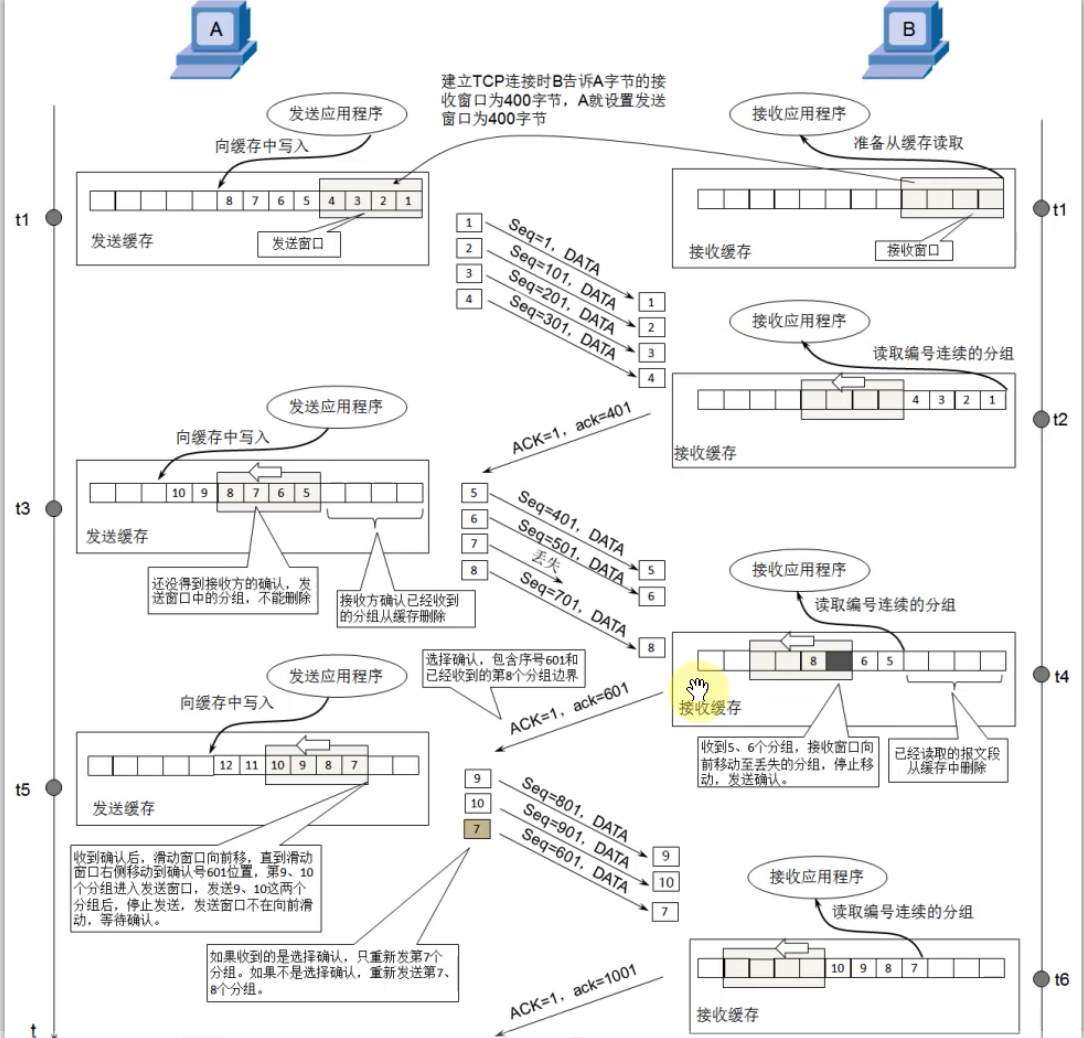 A
B
建立TCP连接时B告诉A字节的接
收窗口为400字节，A就设置发送
窗口为400字节
发送应用程序
接收应用程序
向缓存中写入
准备从缓存读取
8 7 6 5 4 3 2 1
t1
t1
发送窗口
发送缓存
接收窗口
接收缓存
1
Seq=1，DATA
2
Seq=101，DATA
3
Seq=201，DATA
4
Seq=301，DATA
1
2
3
4
接收应用程序
读取编号连续的分组
4 3 2 1
t2
接收缓存
ACK=1，ack=401
发送应用程序
向缓存中写入
10 9 8 7 6 5
t3
发送缓存
还没得到接收方的确认，发
送窗口中的分组，不能删除
接收方确认已经收到
的分组从缓存删除
5
Seq=401，DATA
6
Seq=501，DATA
7
丢失
8
Seq=701，DATA
5
6
8
接收应用程序
读取编号连续的分组
8 6 5
t4
接收缓存
收到5、6个分组，接收窗口向
前移动至丢失的分组，停止移
动，发送确认。
已经读取的报文段
从缓存中删除
选择确认，包含序号601和
已经收到的第8个分组边界
ACK=1，ack=601
发送应用程序
向缓存中写入
12 11 10 9 8 7
t5
发送缓存
收到确认后，滑动窗口向前移，直到滑动
窗口右侧移动到确认号601位置，第9、10
个分组进入发送窗口，发送9、10这两个
分组后，停止发送，发送窗口不在向前滑
动，等待确认。
9
Seq=801，DATA
10
Seq=901，DATA
7
Seq=601，DATA
9
10
7
如果收到的是选择确认，只重新发第7个
分组。如果不是选择确认，重新发送第7、
8个分组。
接收应用程序
读取编号连续的分组
10 9 8 7
t6
接收缓存
ACK=1，ack=1001
t